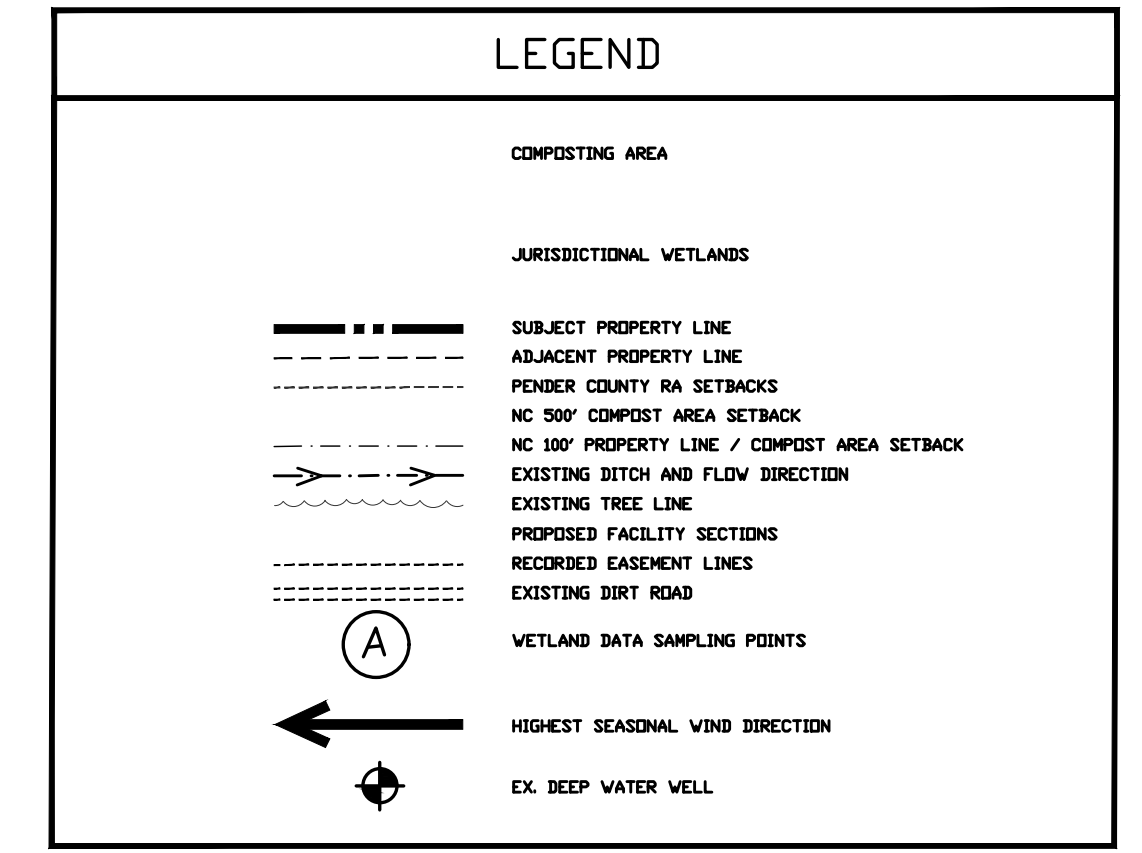 LEGEND
COMPOSTING AREA
JURISDICTIONAL WETLANDS
SUBJECT PROPERTY LINE
ADJACENT PROPERTY LINE
PENDER COUNTY RA SETBACKS
NC 500' COMPOST AREA SETBACK
NC 100' PROPERTY LINE / COMPOST AREA SETBACK
EXISTING DITCH AND FLOW DIRECTION
EXISTING TREE LINE
PROPOSED FACILITY SECTIONS
RECORDED EASEMENT LINES
EXISTING DIRT ROAD
A WETLAND DATA SAMPLING POINTS
HIGHEST SEASONAL WIND DIRECTION
EX. DEEP WATER WELL